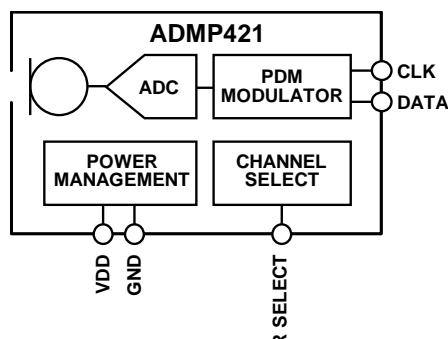 ADMP421
ADC
PDM
MODULATOR
CLK
DATA
POWER
MANAGEMENT
CHANNEL
SELECT
VDD
GND
R SELECT